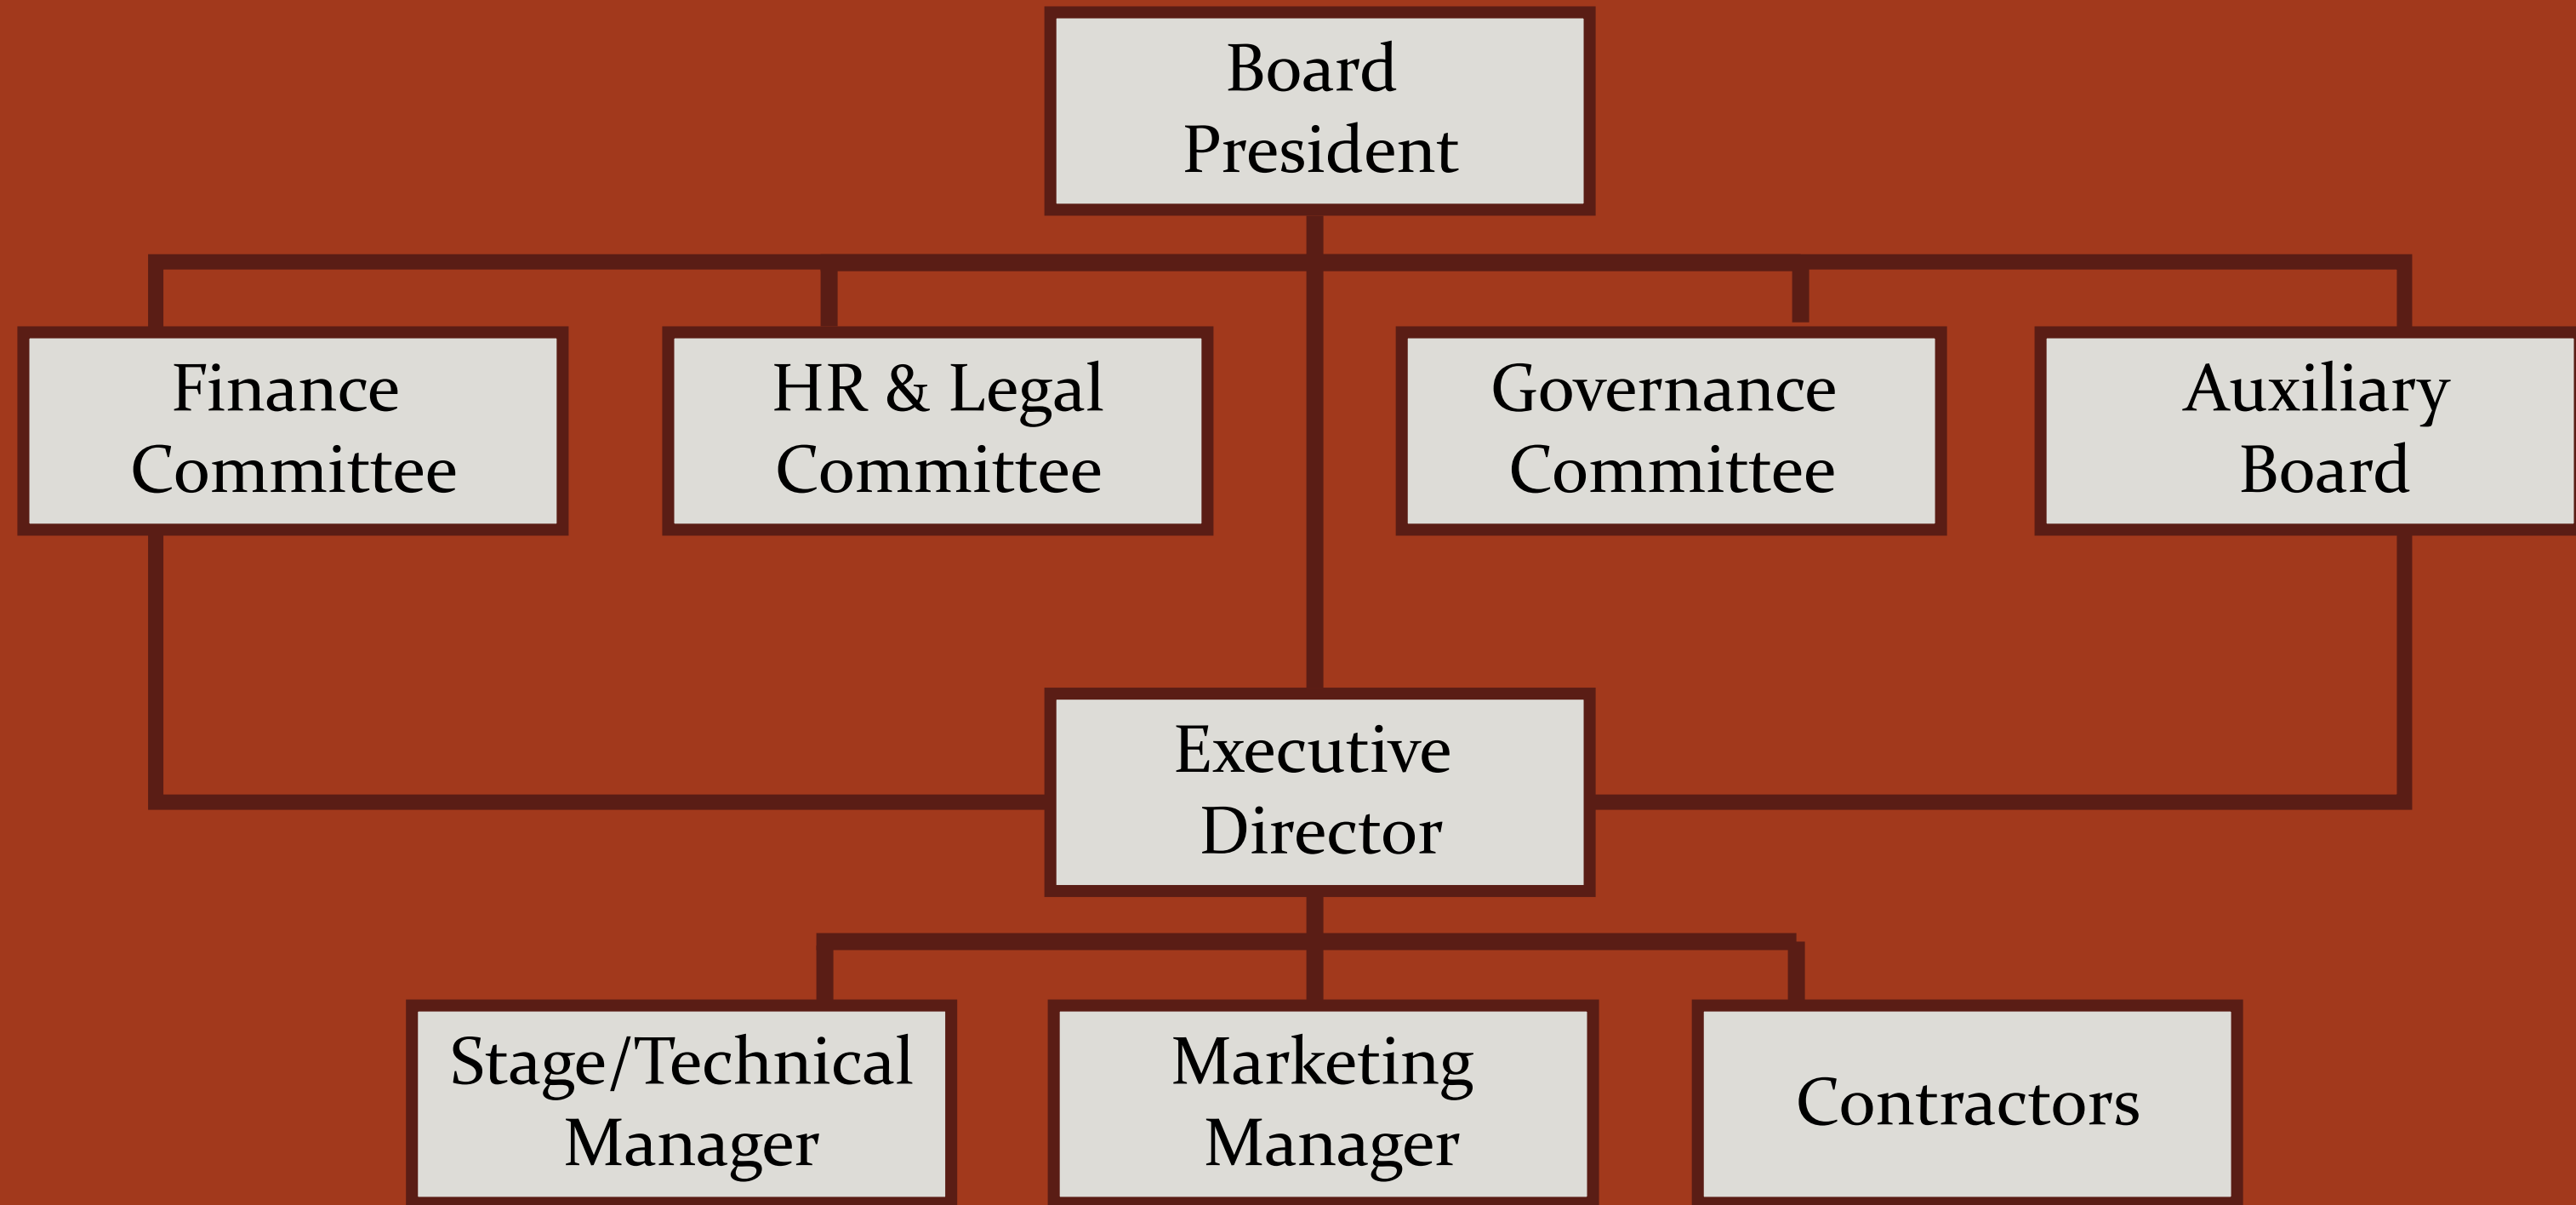 Board
President
Finance
Committee
HR & Legal
Committee
Governance
Committee
Auxiliary
Board
Executive
Director
Stage/Technical
Manager
Marketing
Manager
Contractors